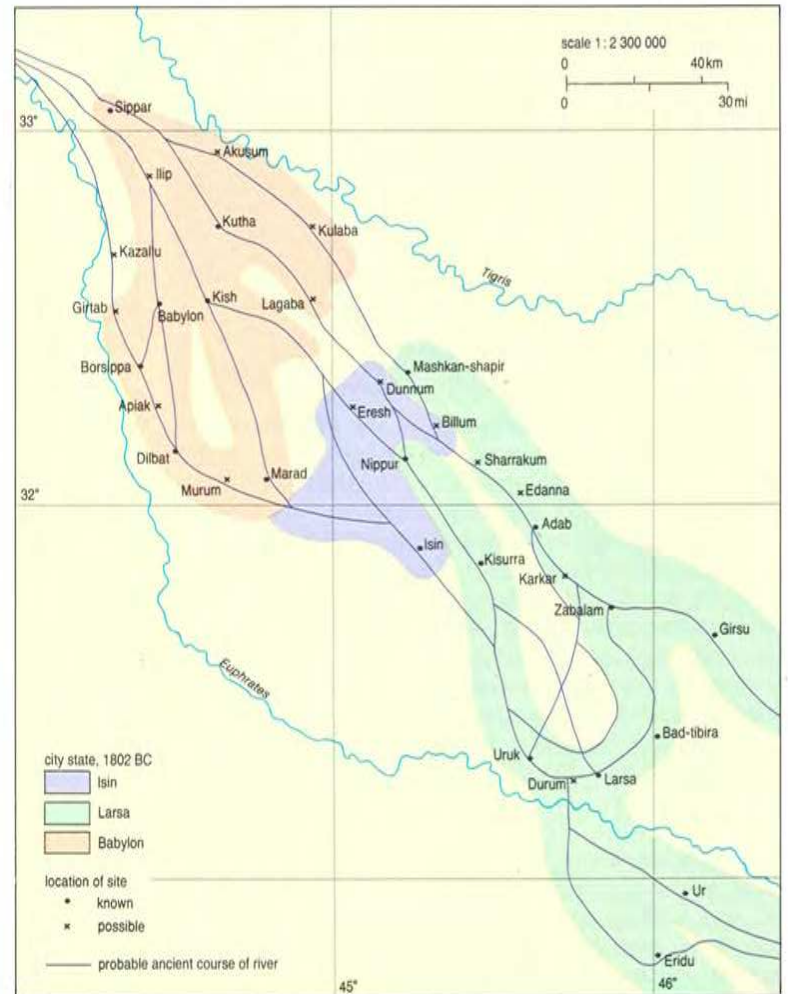 scale 1 : 2 300 000
0 40 km
0 30 mi
Sippar
33°
Akusum
Ilip
Kutha
Kulaba
Kazallu
Tigris
Girtab
Babylon
Kish
Lagaba
Borsippa
Mashkan-shapir
Dunnum
Apiak
Eresh
Billum
Dilbat
Nippur
Sharrakum
Murum
Marad
Edanna
32°
Adab
Isin
Kisurra
Karkar
Zabalam
Girsu
Euphrates
Bad-tibira
Uruk
Durum
Larsa
city state, 1802 BC
Isin
Larsa
Babylon
location of site
known
possible
probable ancient course of river
Ur
Eridu
45°
46°